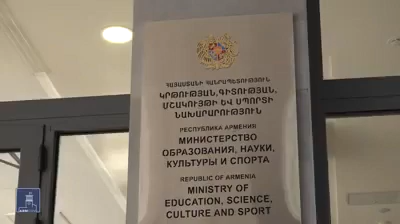 ՀԱՅԱՍՏԱՆԻ ՀԱՆՐԱՊԵՏՈՒԹՅՈՒՆ
ԿՐԹՈՒԹՅԱՆ, ԳԻՏՈՒԹՅԱՆ,
ՄՇԱԿՈՒՅԹԻ ԵՎ ՍՊՈՐՏԻ
ՆԱԽԱՐԱՐՈՒԹՅՈՒՆ
РЕСПУБЛИКА АРМЕНИЯ
МИНИСТЕРСТВО
ОБРАЗОВАНИЯ, НАУКИ,
КУЛЬТУРЫ И СПОРТА
REPUBLIC OF ARMENIA
MINISTRY OF
EDUCATION, SCIENCE,
CULTURE AND SPORT